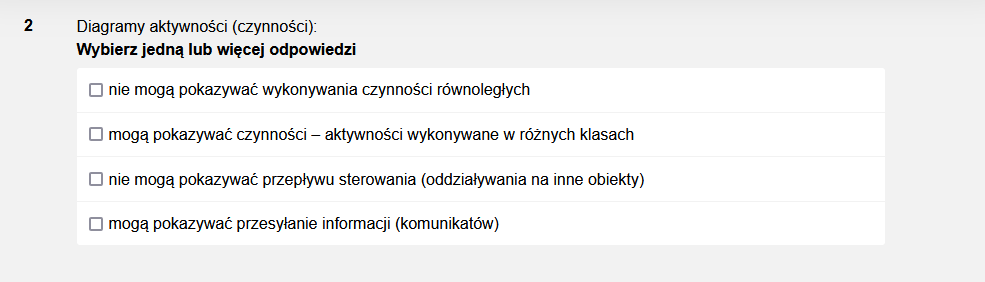 2
Diagramy aktywności (czynności):
Wybierz jedną lub więcej odpowiedzi
nie mogą pokazywać wykonywania czynności równoległych
mogą pokazywać czynności – aktywności wykonywane w różnych klasach
nie mogą pokazywać przepływu sterowania (oddziaływania na inne obiekty)
mogą pokazywać przesyłanie informacji (komunikatów)